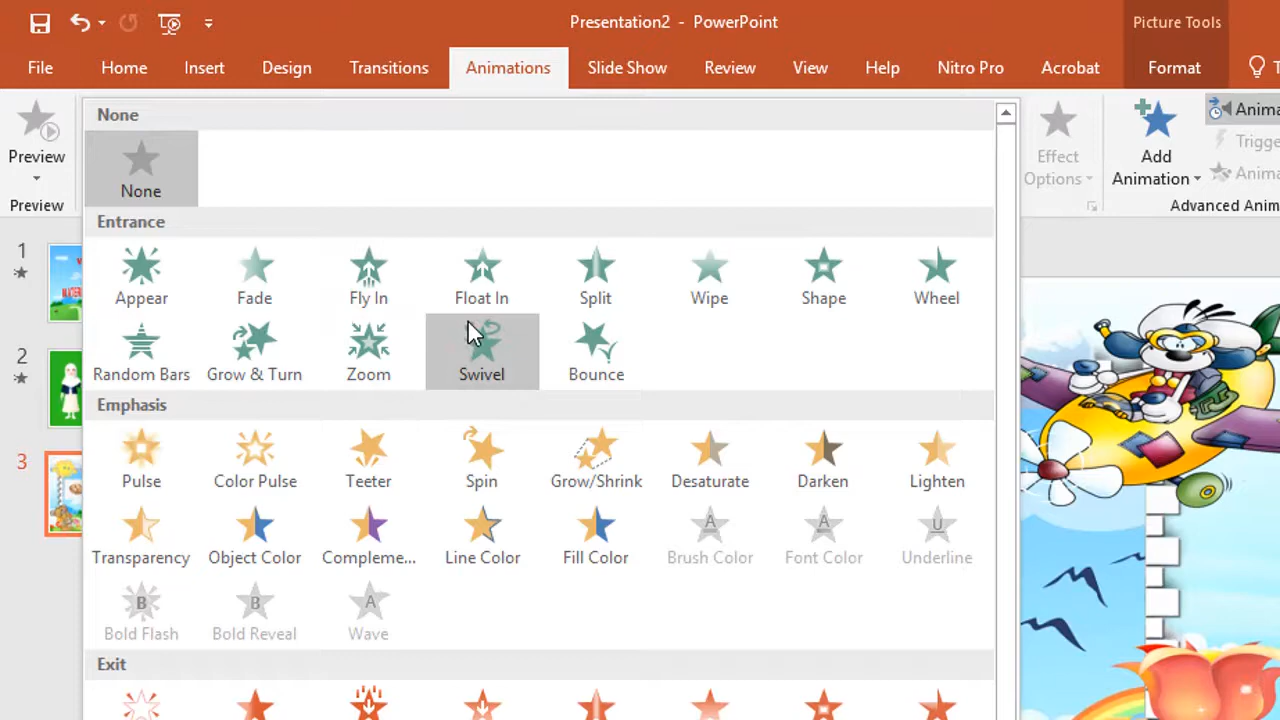 Presentation2 - PowerPoint
Picture Tools
File Home Insert Design Transitions Animations Slide Show Review View Help Nitro Pro Acrobat Format
None
None
Preview
Preview
Effect
Options
Add
Animation
Anima
Trigge
Anima
Advanced Anim
Entrance
Appear Fade Fly In Float In Split Wipe Shape Wheel
Random Bars Grow & Turn Zoom Swivel Bounce
Emphasis
Pulse Color Pulse Teeter Spin Grow/Shrink Desaturate Darken Lighten
Transparency Object Color Compleme... Line Color Fill Color Brush Color Font Color Underline
Bold Flash Bold Reveal Wave
Exit
1
2
3